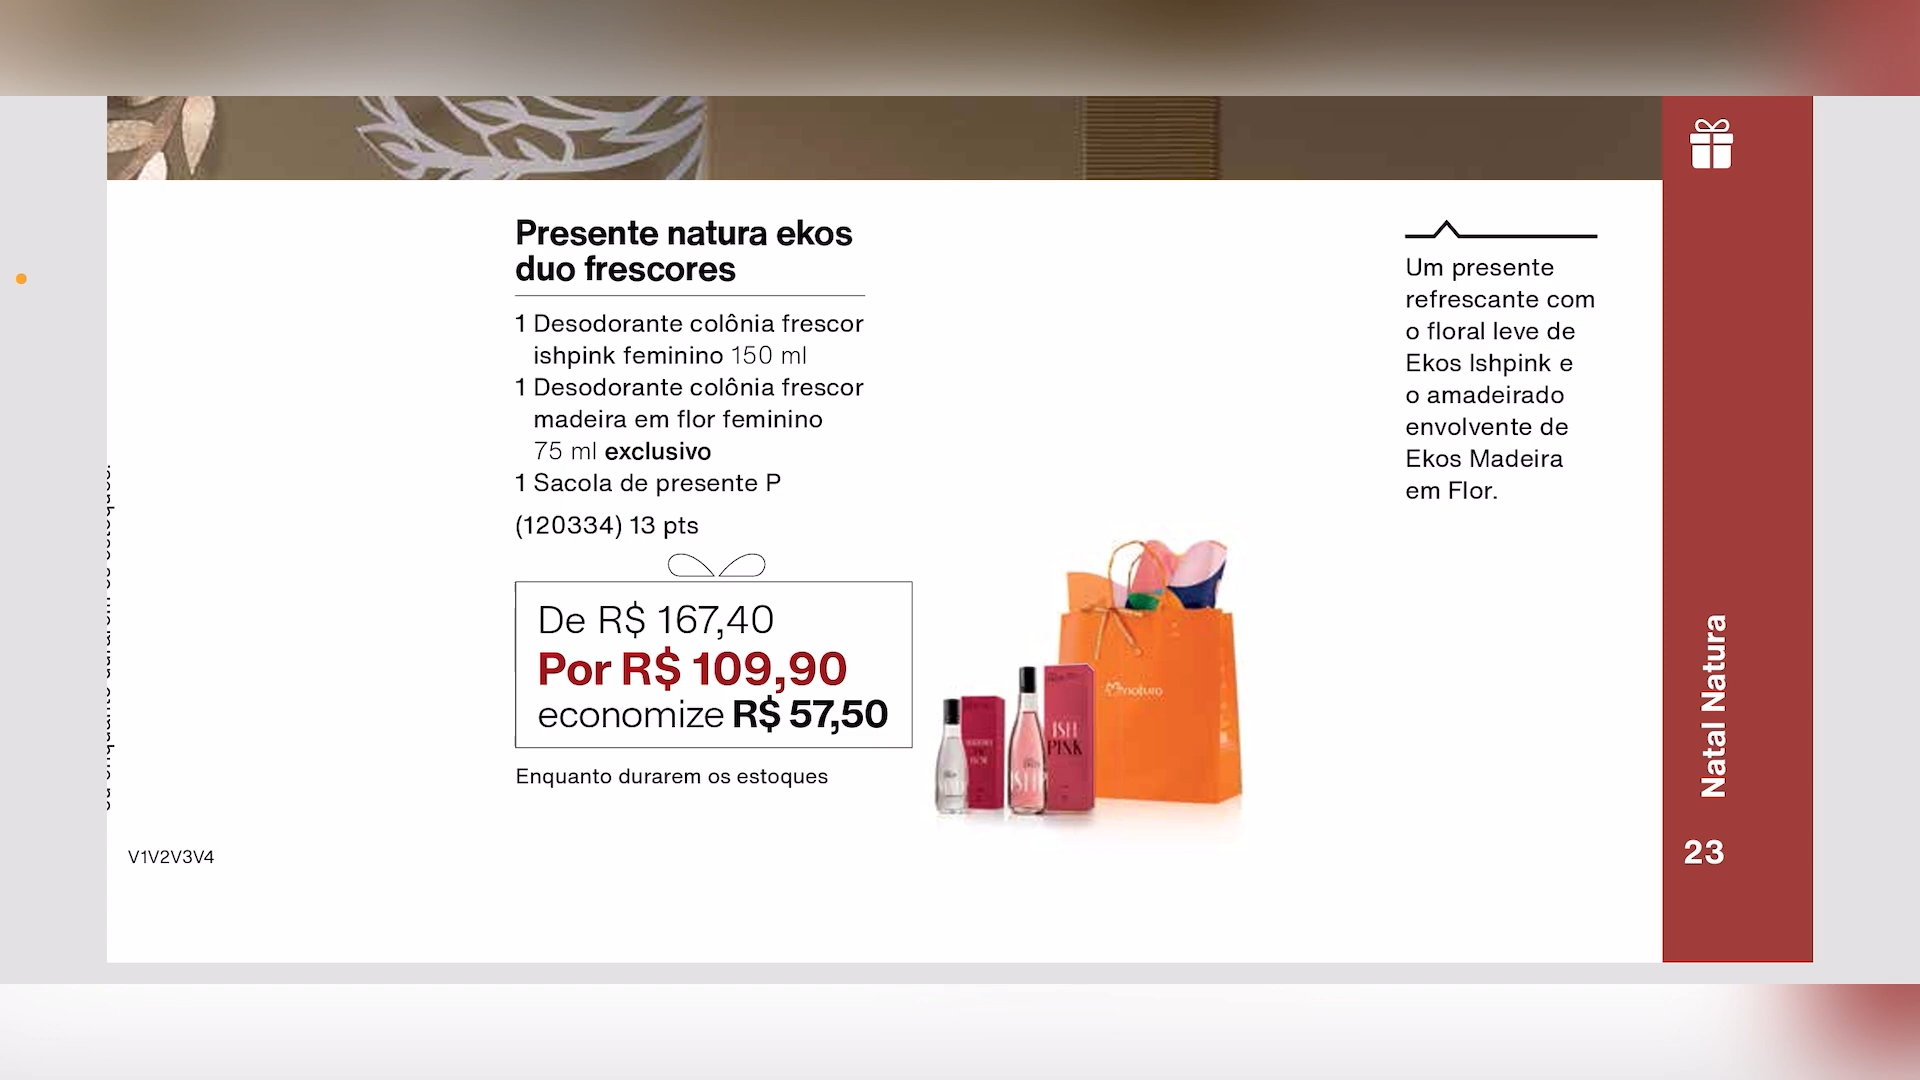 Presente natura ekos
duo frescores
1 Desodorante colônia frescor
ishpink feminino 150 ml
1 Desodorante colônia frescor
madeira em flor feminino
75 ml exclusivo
1 Sacola de presente P
(120334) 13 pts
De R$ 167,40
Por R$ 109,90
economize R$ 57,50
Enquanto durarem os estoques
Um presente
refrescante com
o floral leve de
Ekos Ishpink e
o amadeirado
envolvente de
Ekos Madeira
em Flor.
natura
ISH
PINK
Natal Natura
23
V1V2V3V4